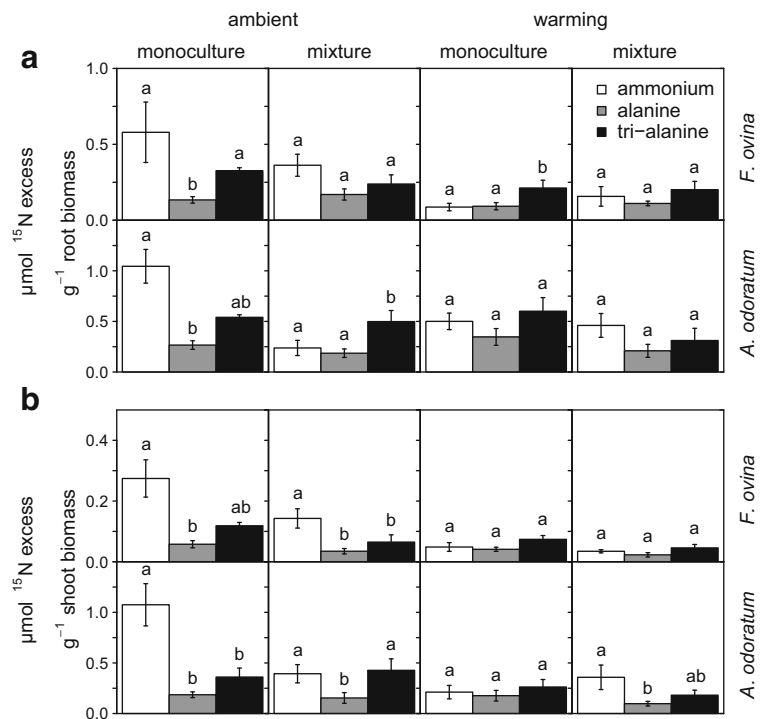 ambient warming
a monoculture mixture monoculture mixture
1.0 a a a a b a a a a b a a a ammonium alanine tri−alanine
0.5
0.0
F. ovina
a b ab a a b a a a a a a
1.0
0.5
0.0
A. odoratum
µmol ¹⁵N excess
g⁻¹ root biomass
b
0.4 a b ab a b b a a a a a a
0.2
0.0
F. ovina
a b b a b a a a a a b ab
1.0
0.5
0.0
A. odoratum
µmol ¹⁵N excess
g⁻¹ shoot biomass